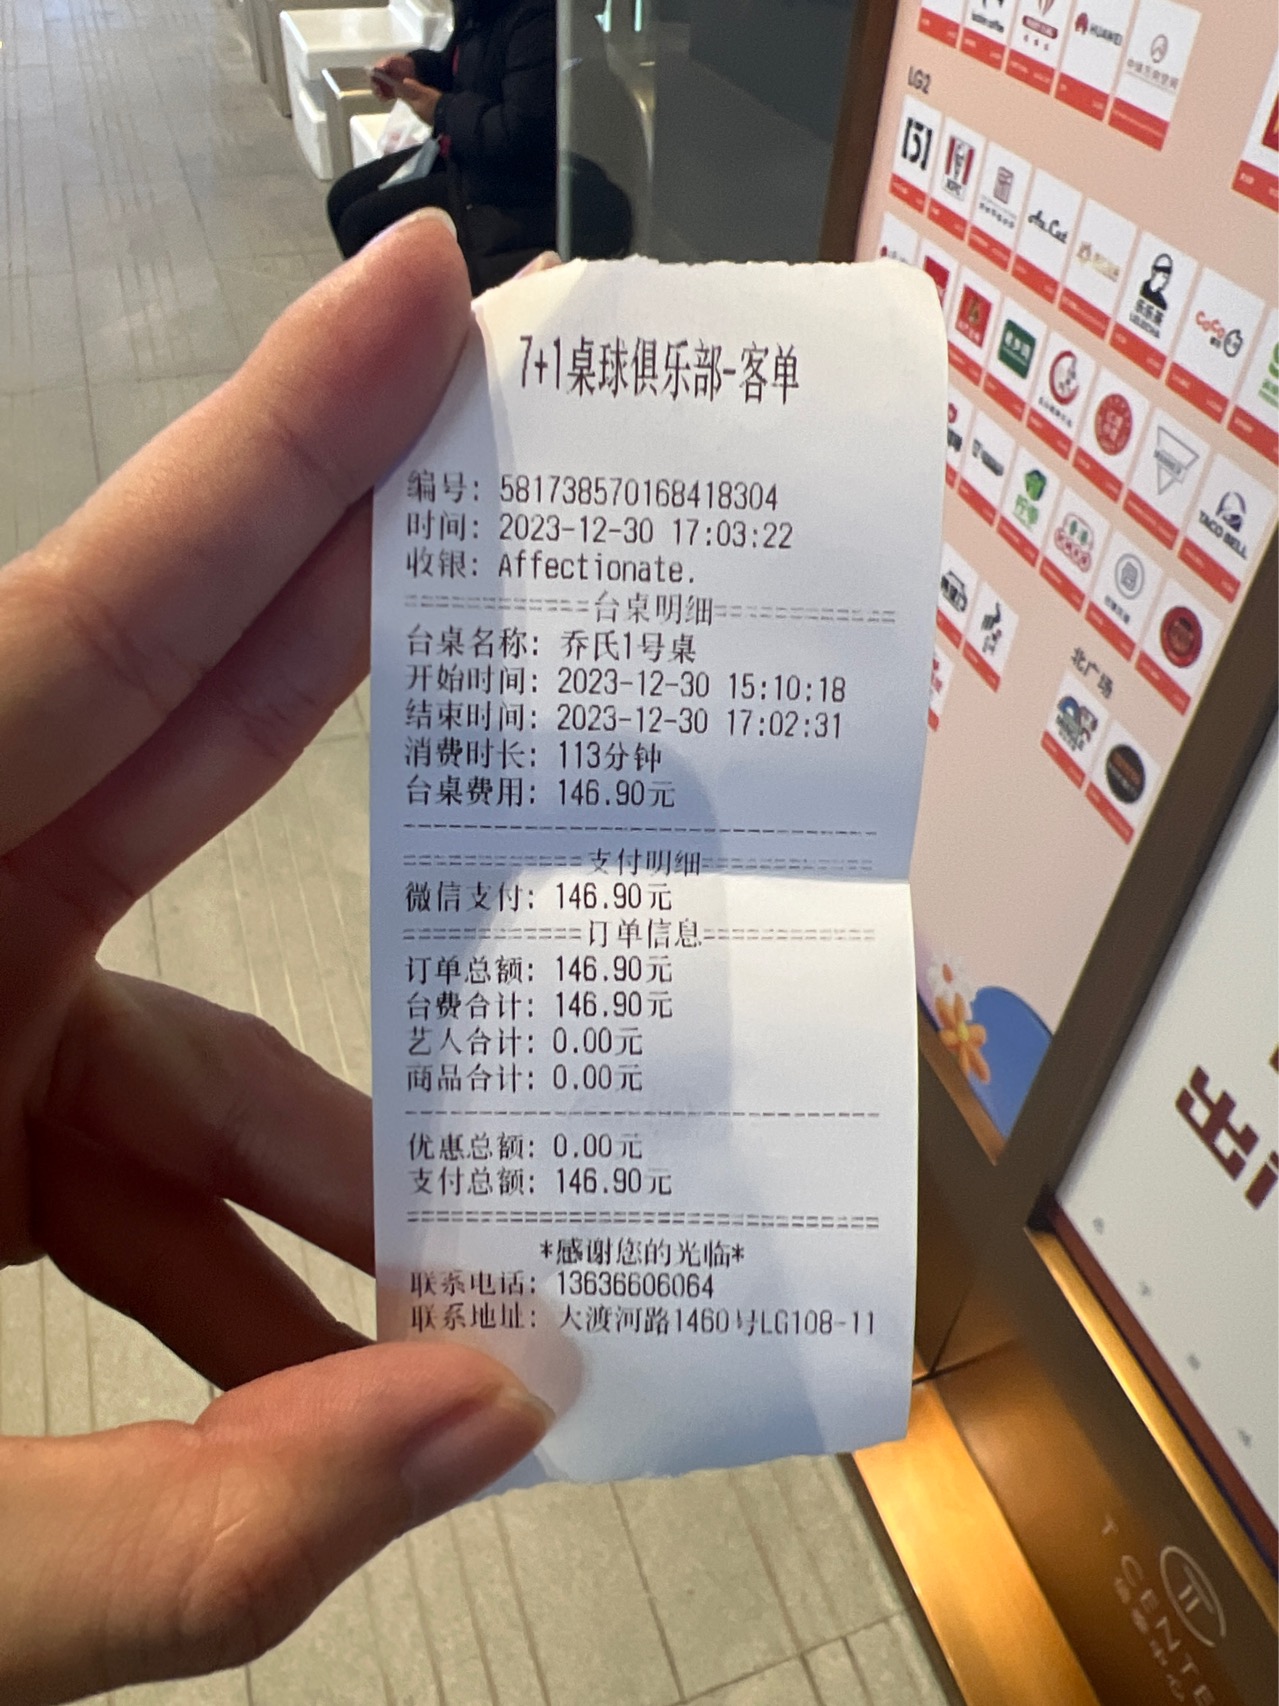 7+1桌球俱乐部-客单
编号: 581738570168418304
时间: 2023-12-30 17:03:22
收银: Affectionate.
============台桌明细============
台桌名称: 乔氏1号桌
开始时间: 2023-12-30 15:10:18
结束时间: 2023-12-30 17:02:31
消费时长: 113分钟
台桌费用: 146.90元
============支付明细============
微信支付: 146.90元
============订单信息============
订单总额: 146.90元
台费合计: 146.90元
艺人合计: 0.00元
商品合计: 0.00元
优惠总额: 0.00元
支付总额: 146.90元
*感谢您的光临*
联系电话: 13636606064
联系地址: 大渡河路1460号LG108-11
HUAWEI
LG2
KFC
乐乐茶
LELECHA
CoCo
TACO BELL
北广场
出